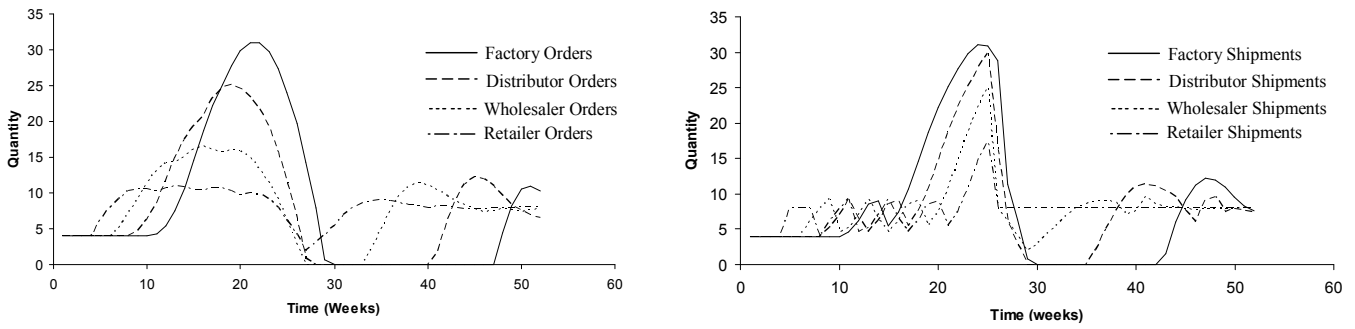 35
30
25
20
15
10
5
0
Quantity
0 10 20 30 40 50 60
Time (Weeks)
Factory Orders
Distributor Orders
Wholesaler Orders
Retailer Orders
35
30
25
20
15
10
5
0
Quantity
0 10 20 30 40 50 60
Time (weeks)
Factory Shipments
Distributor Shipments
Wholesaler Shipments
Retailer Shipments